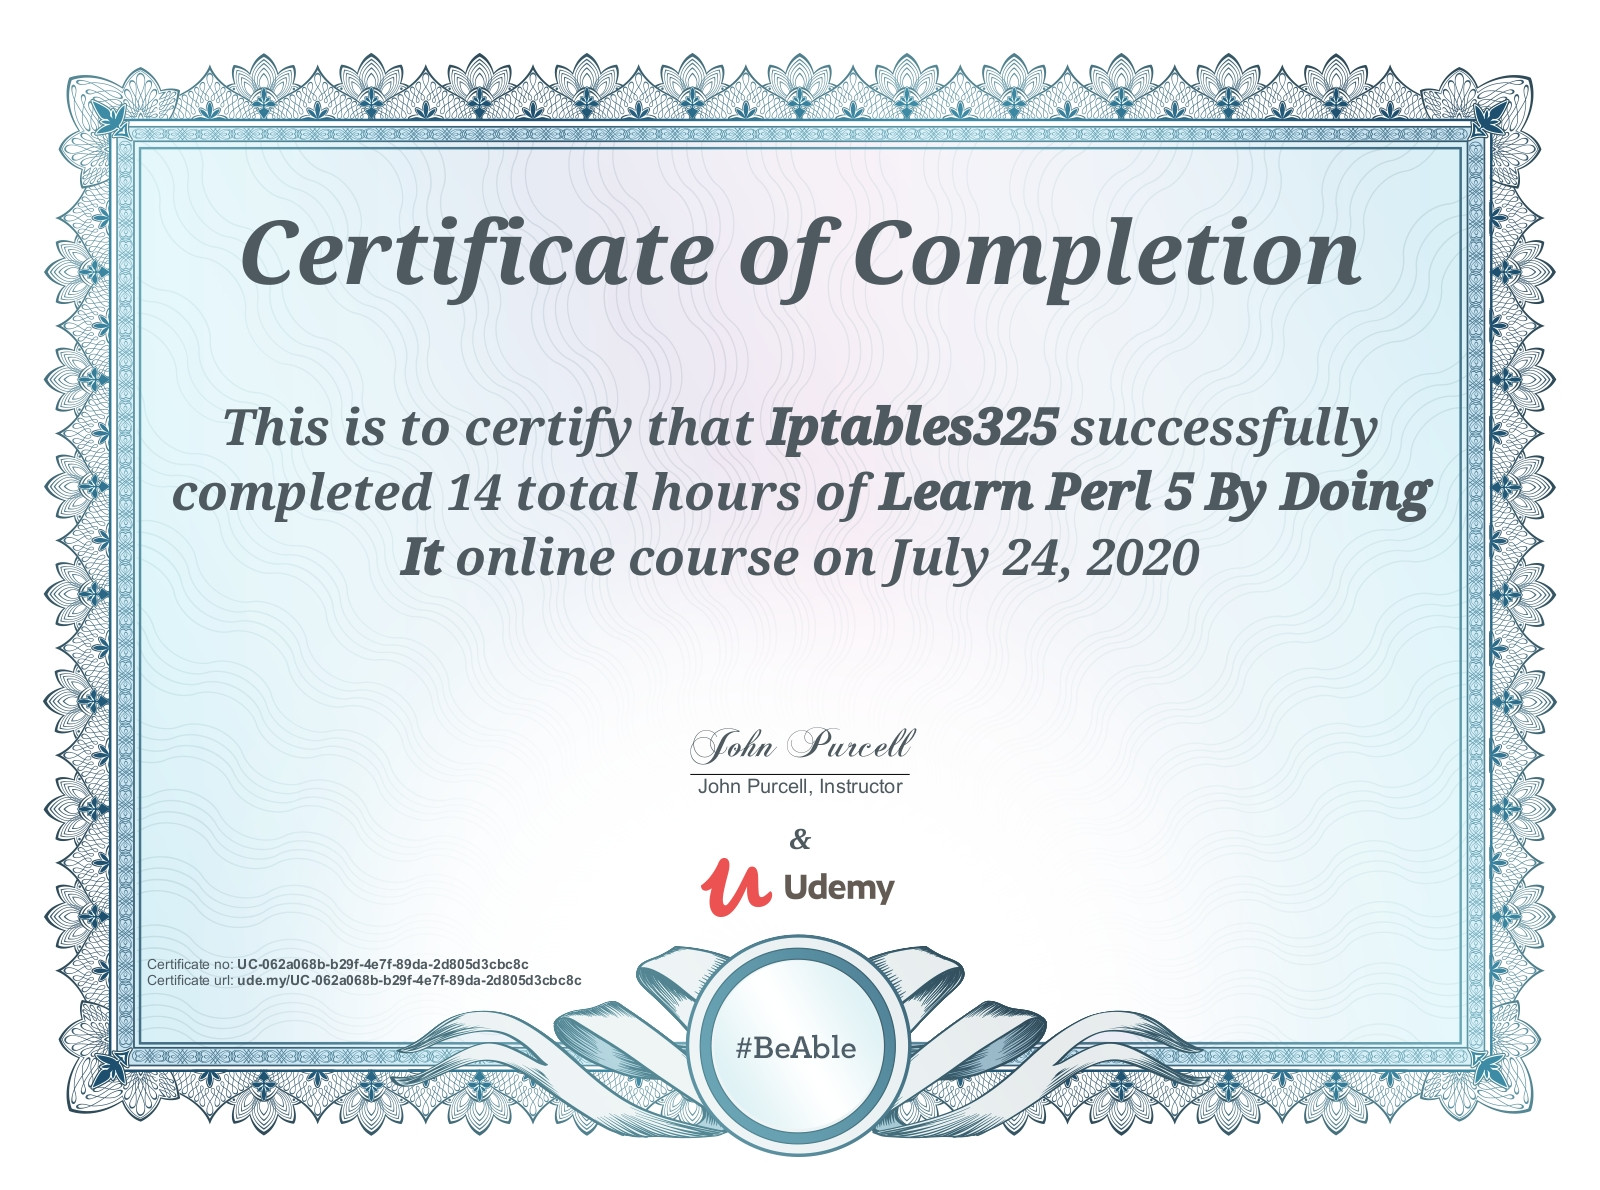 Certificate of Completion
This is to certify that Iptables325 successfully
completed 14 total hours of Learn Perl 5 By Doing
It online course on July 24, 2020
John Purcell
John Purcell, Instructor
&
Udemy
Certificate no: UC-062a068b-b29f-4e7f-89da-2d805d3cbc8c
Certificate url: ude.my/UC-062a068b-b29f-4e7f-89da-2d805d3cbc8c
#BeAble